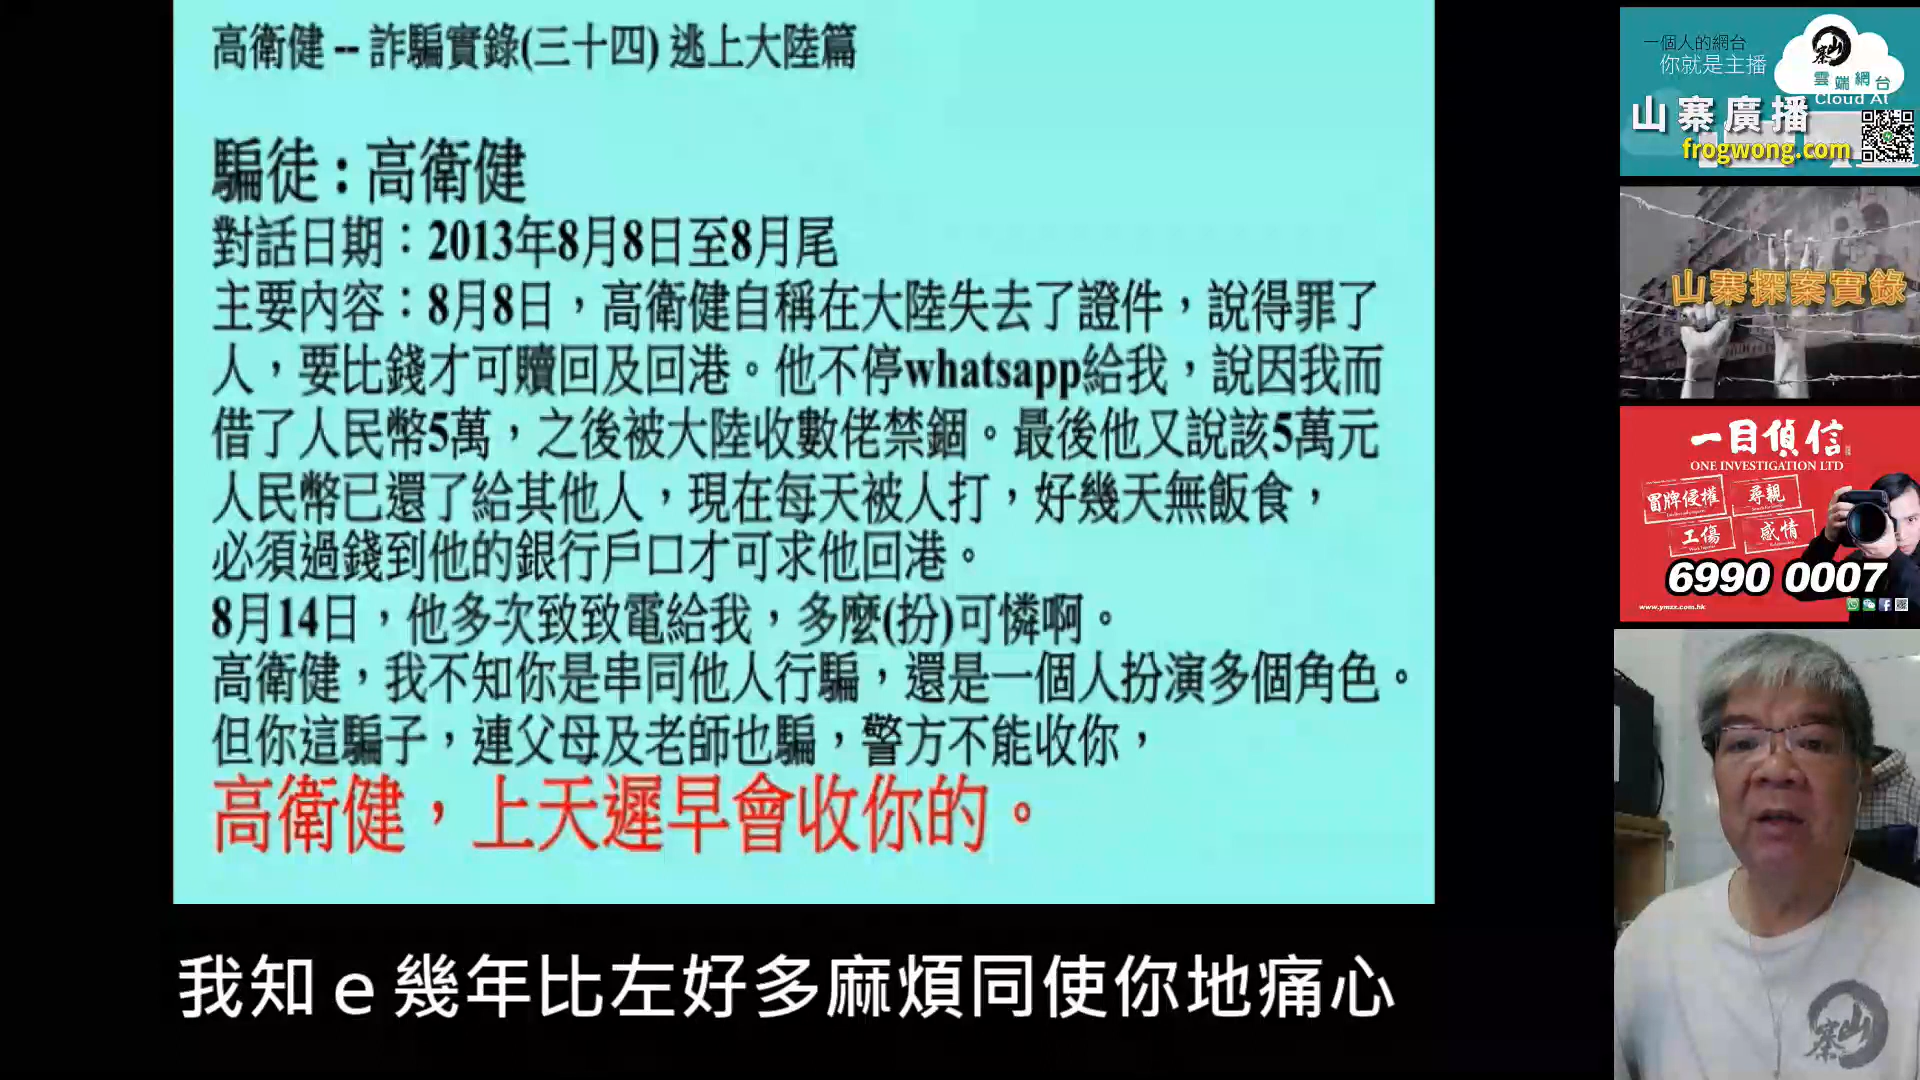 高衛健 -- 詐騙實錄(三十四) 逃上大陸篇
騙徒 : 高衛健
對話日期：2013年8月8日至8月尾
主要內容：8月8日，高衛健自稱在大陸失去了證件，說得罪了
人，要比錢才可贖回及回港。他不停whatsapp給我，說因我而
借了人民幣5萬，之後被大陸收數佬禁錮。最後他又說該5萬元
人民幣已還了給其他人，現在每天被人打，好幾天無飯食，
必須過錢到他的銀行戶口才可求他回港。
8月14日，他多次致致電給我，多麼(扮)可憐啊。
高衛健，我不知你是串同他人行騙，還是一個人扮演多個角色。
但你這騙子，連父母及老師也騙，警方不能收你，
高衛健，上天遲早會收你的。
我知 e 幾年比左好多麻煩同使你地痛心
一個人的網台
你就是主播
山寨
雲端網台
Cloud AI
山寨廣播
frogwong.com
山寨探案實錄
一目偵信
ONE INVESTIGATION LTD
冒牌侵權
尋親
工傷
感情
6990 0007
www.ymzx.com.hk
山寨